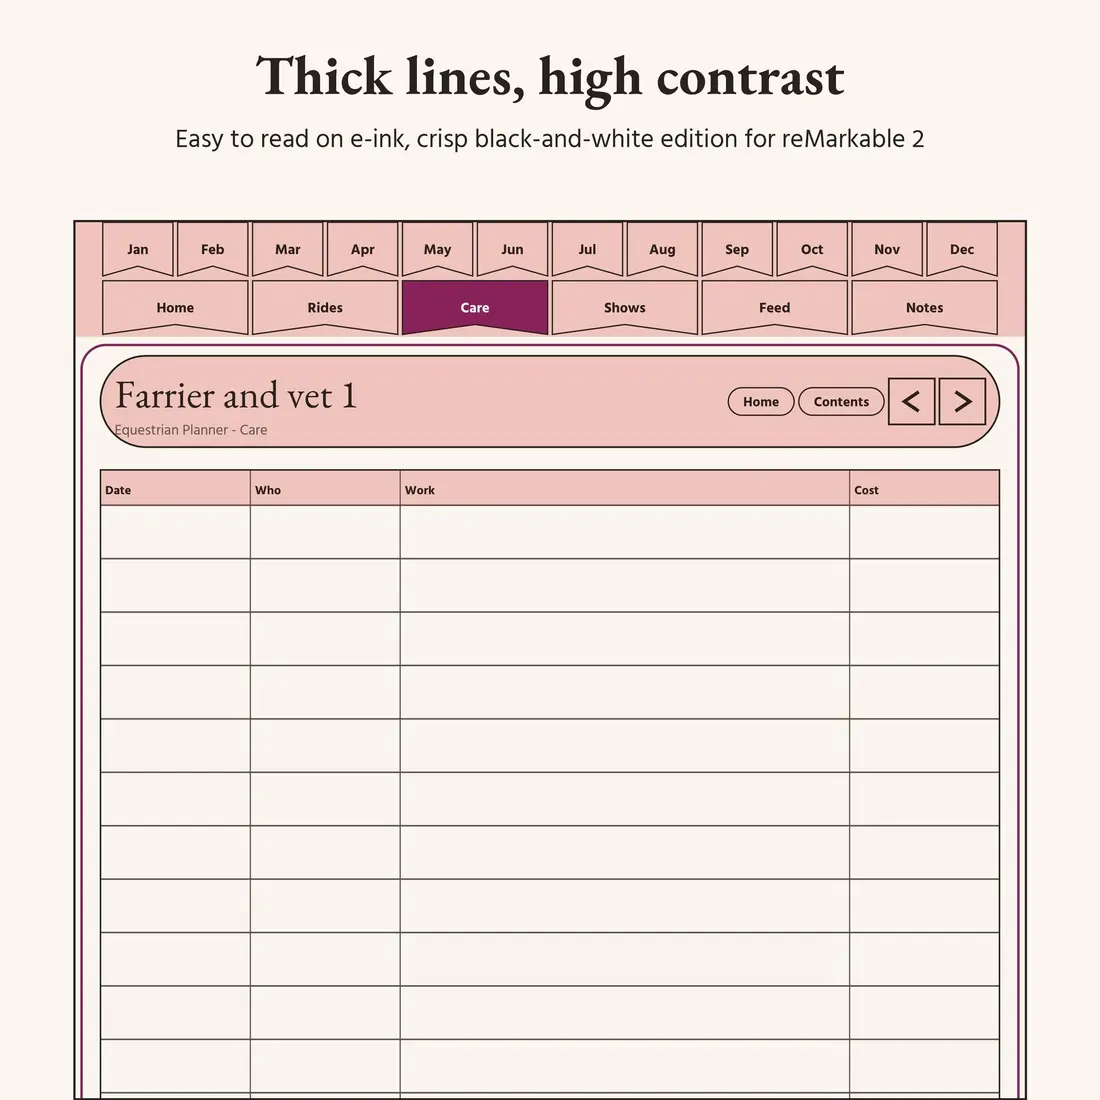 Thick lines, high contrast
Easy to read on e-ink, crisp black-and-white edition for reMarkable 2
Jan Feb Mar Apr May Jun Jul Aug Sep Oct Nov Dec
Home Rides Care Shows Feed Notes
Farrier and vet 1
Home Contents < >
Equestrian Planner - Care
Date Who Work Cost